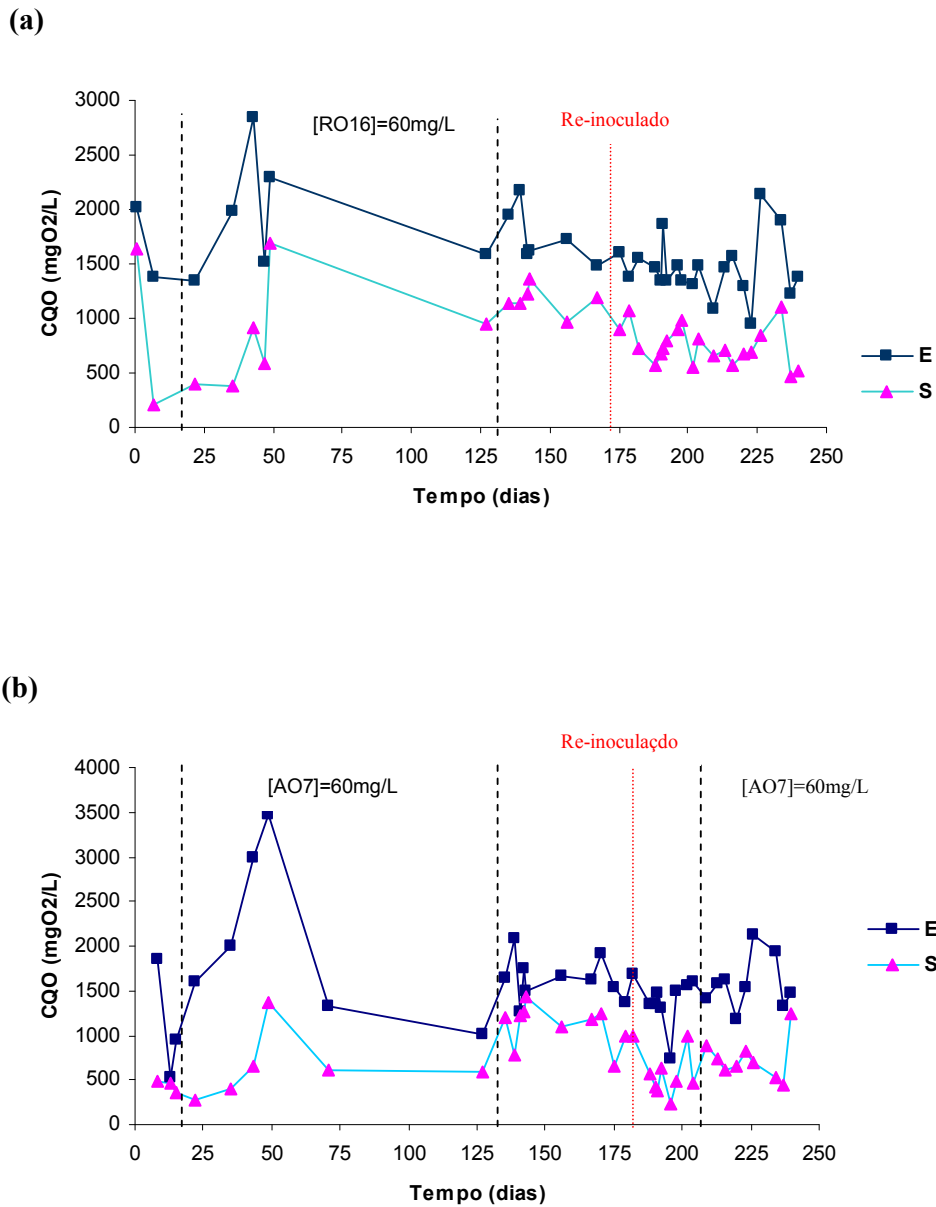 (a)
[RO16]=60mg/L
Re-inoculado
3000
2500
2000
1500
1000
500
0
CQO (mgO2/L)
0 25 50 75 100 125 150 175 200 225 250
Tempo (dias)
E
S
(b)
Re-inoculaçdo
[AO7]=60mg/L
[AO7]=60mg/L
4000
3500
3000
2500
2000
1500
1000
500
0
CQO (mgO2/L)
0 25 50 75 100 125 150 175 200 225 250
Tempo (dias)
E
S